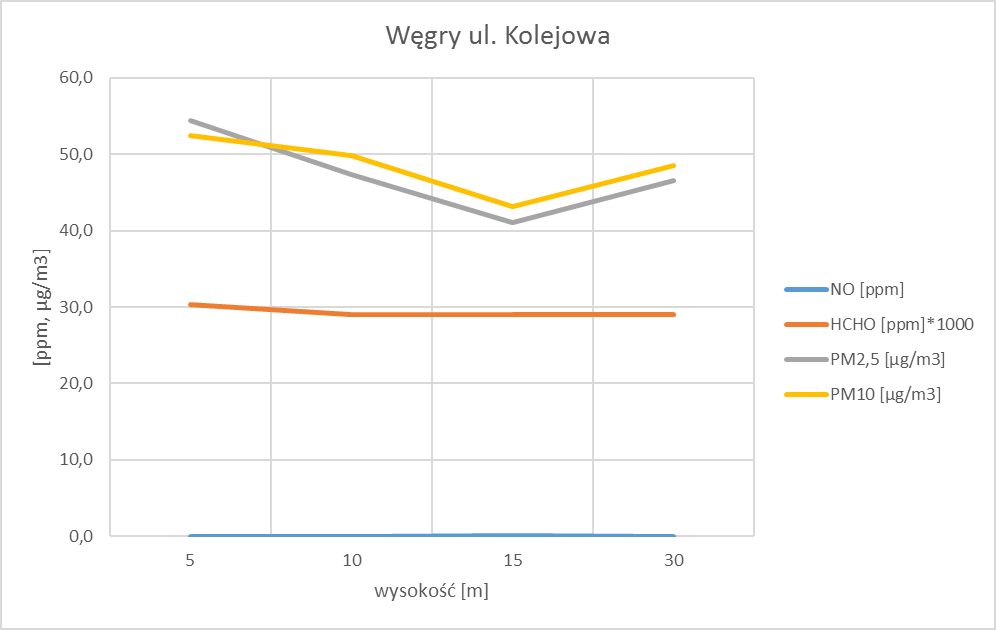 Węgry ul. Kolejowa
60,0
50,0
40,0
30,0
20,0
10,0
0,0
[ppm, µg/m3]
5 10 15 30
wysokość [m]
NO [ppm]
HCHO [ppm]*1000
PM2,5 [µg/m3]
PM10 [µg/m3]